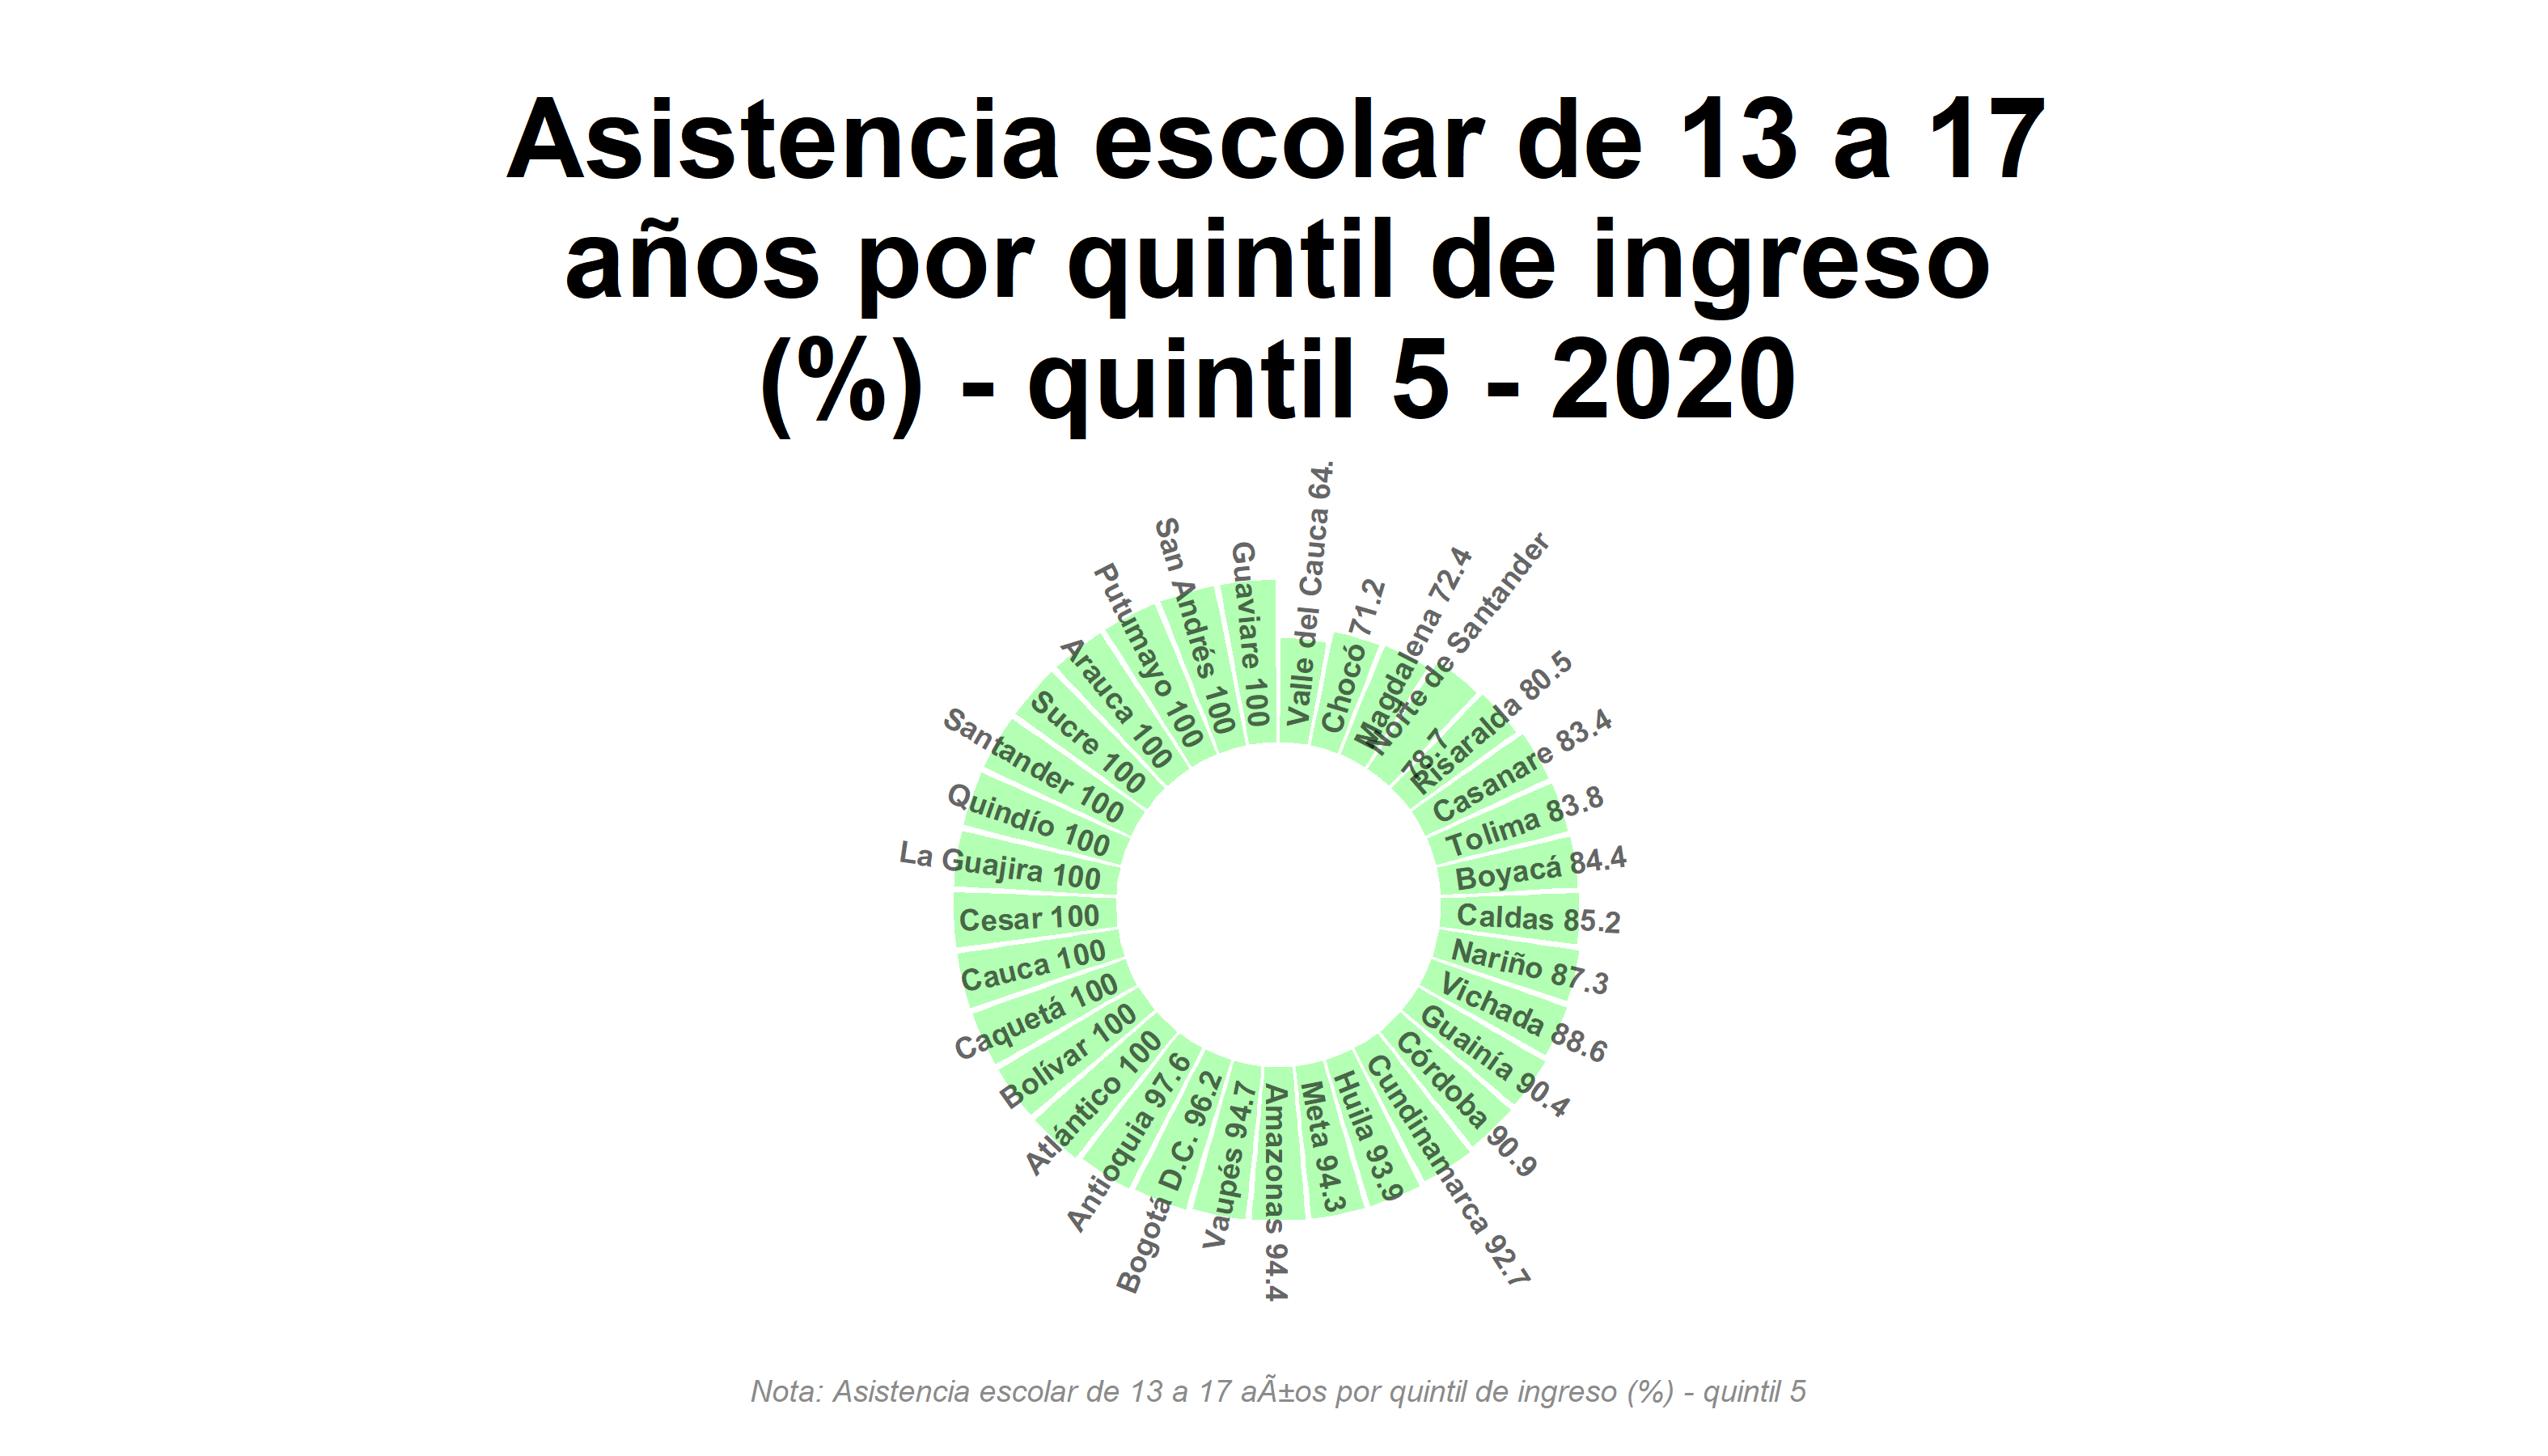 Asistencia escolar de 13 a 17
años por quintil de ingreso
(%) - quintil 5 - 2020
Valle del Cauca 64.
Chocó 71.2
Magdalena 72.4
Norte de Santander
78.7
Risaralda 80.5
Casanare 83.4
Tolima 83.8
Boyacá 84.4
Caldas 85.2
Nariño 87.3
Vichada 88.6
Guainía 90.4
Córdoba 90.9
Cundinamarca 92.7
Huila 93.9
Meta 94.3
Amazonas 94.4
Vaupés 94.7
Bogotá D.C. 96.2
Antioquia 97.6
Atlántico 100
Bolívar 100
Caquetá 100
Cauca 100
Cesar 100
La Guajira 100
Quindío 100
Santander 100
Sucre 100
Arauca 100
Putumayo 100
San Andrés 100
Guaviare 100
Nota: Asistencia escolar de 13 a 17 aÃ±os por quintil de ingreso (%) - quintil 5